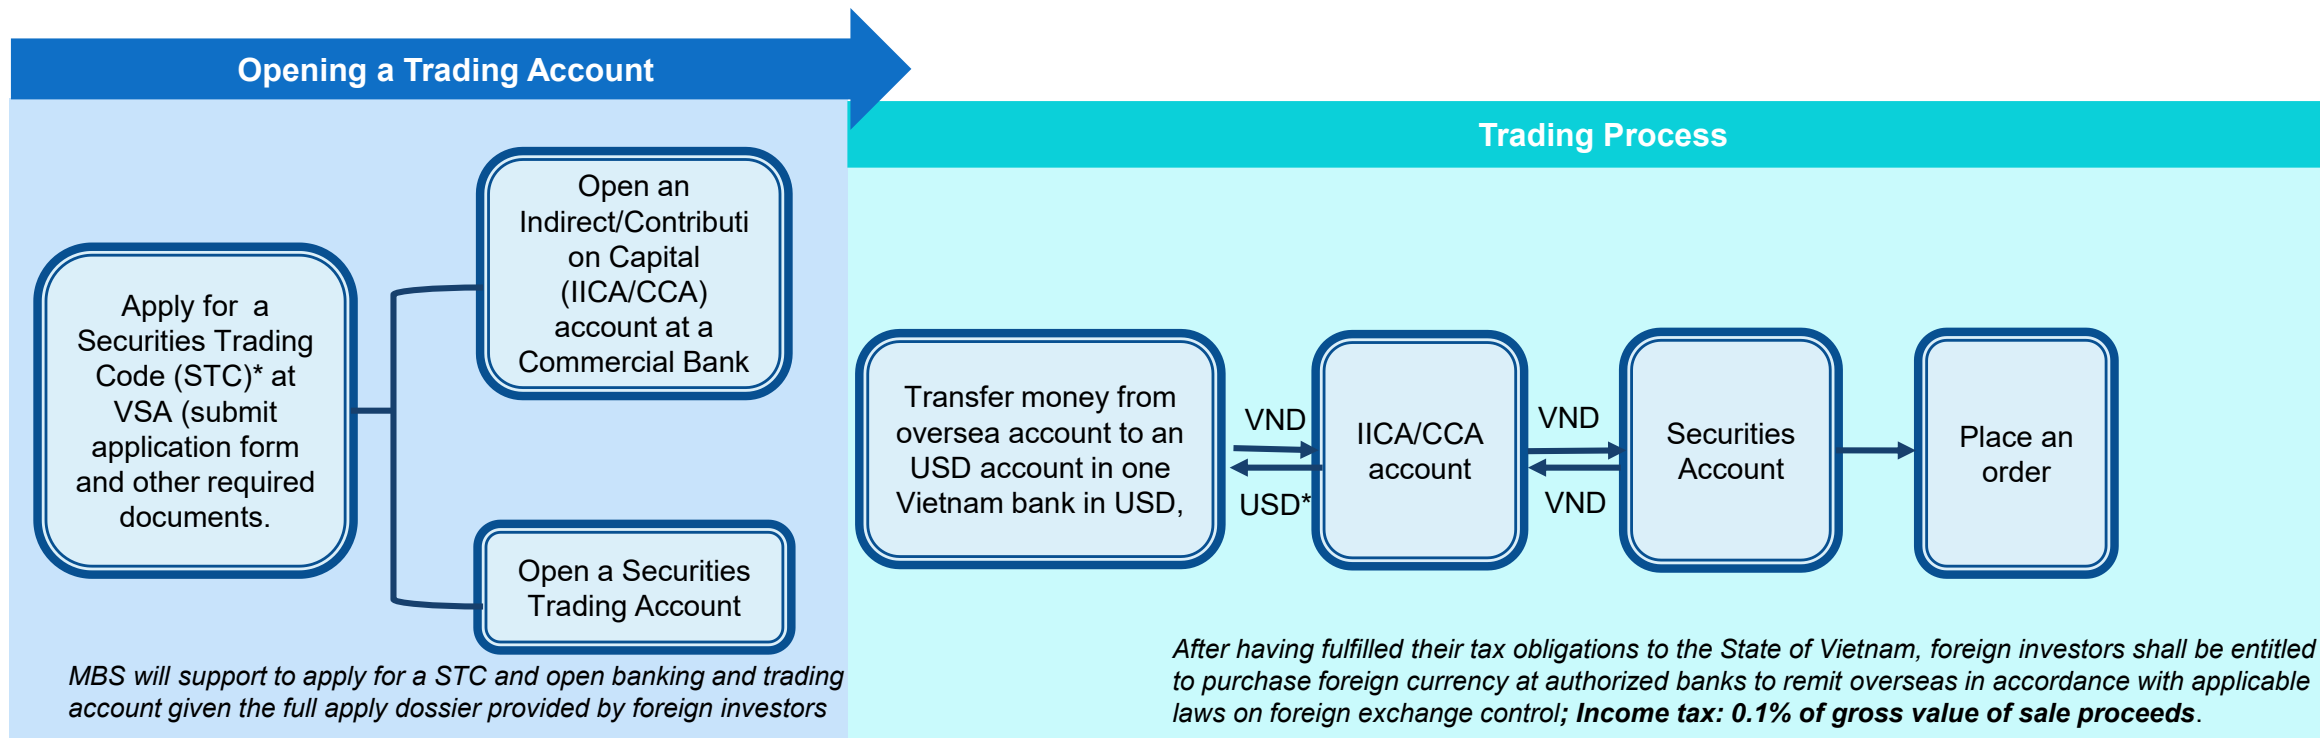 Opening a Trading Account
Trading Process
Apply for a
Securities Trading
Code (STC)* at
VSA (submit
application form
and other required
documents.
Open an
Indirect/Contributi
on Capital
(IICA/CCA)
account at a
Commercial Bank
Open a Securities
Trading Account
MBS will support to apply for a STC and open banking and trading
account given the full apply dossier provided by foreign investors
Transfer money from
oversea account to an
USD account in one
Vietnam bank in USD,
VND
USD*
IICA/CCA
account
VND
VND
Securities
Account
Place an
order
After having fulfilled their tax obligations to the State of Vietnam, foreign investors shall be entitled
to purchase foreign currency at authorized banks to remit overseas in accordance with applicable
laws on foreign exchange control; Income tax: 0.1% of gross value of sale proceeds.